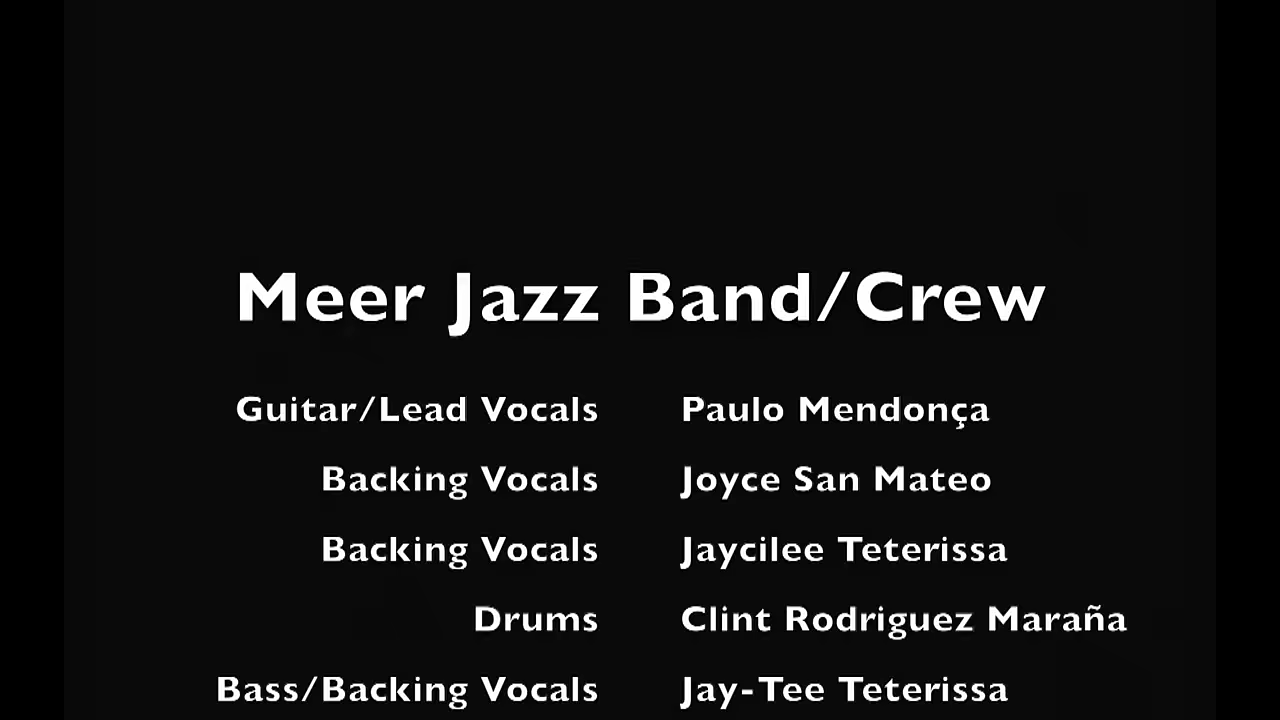 Meer Jazz Band/Crew
Guitar/Lead Vocals Paulo Mendonça
Backing Vocals Joyce San Mateo
Backing Vocals Jaycilee Teterissa
Drums Clint Rodriguez Maraña
Bass/Backing Vocals Jay-Tee Teterissa